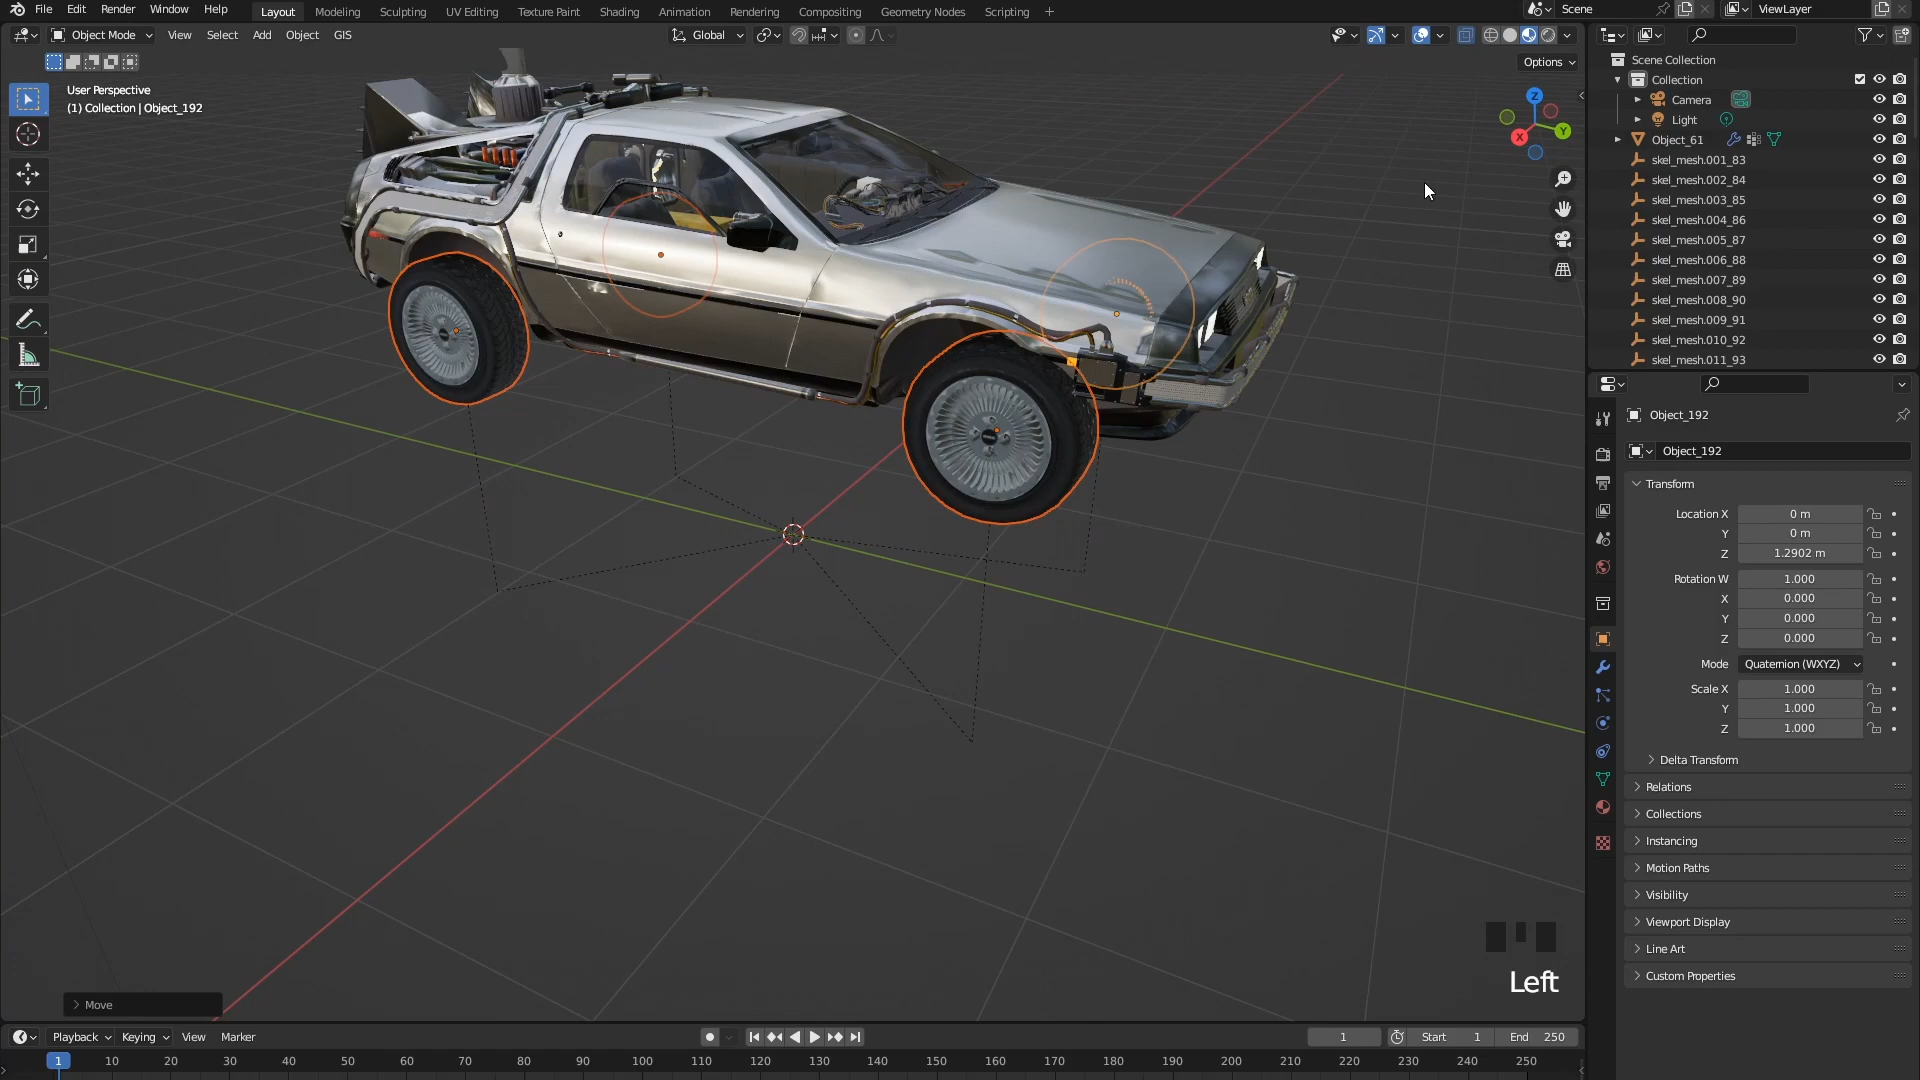 File Edit Render Window Help Layout Modeling Sculpting UV Editing Texture Paint Shading Animation Rendering Compositing Geometry Nodes Scripting + Scene ViewLayer
Object Mode View Select Add Object GIS Global
Options
User Perspective
(1) Collection | Object_192
Z
Y
X
Scene Collection
Collection
Camera
Light
Object_61
skel_mesh.001_83
skel_mesh.002_84
skel_mesh.003_85
skel_mesh.004_86
skel_mesh.005_87
skel_mesh.006_88
skel_mesh.007_89
skel_mesh.008_90
skel_mesh.009_91
skel_mesh.010_92
skel_mesh.011_93
Object_192
Object_192
Transform
Location X 0 m
Y 0 m
Z 1.2902 m
Rotation W 1.000
X 0.000
Y 0.000
Z 0.000
Mode Quaternion (WXYZ)
Scale X 1.000
Y 1.000
Z 1.000
Delta Transform
Relations
Collections
Instancing
Motion Paths
Visibility
Viewport Display
Line Art
Custom Properties
Left
Move
Playback Keying View Marker 1 Start 1 End 250
1 10 20 30 40 50 60 70 80 90 100 110 120 130 140 150 160 170 180 190 200 210 220 230 240 250